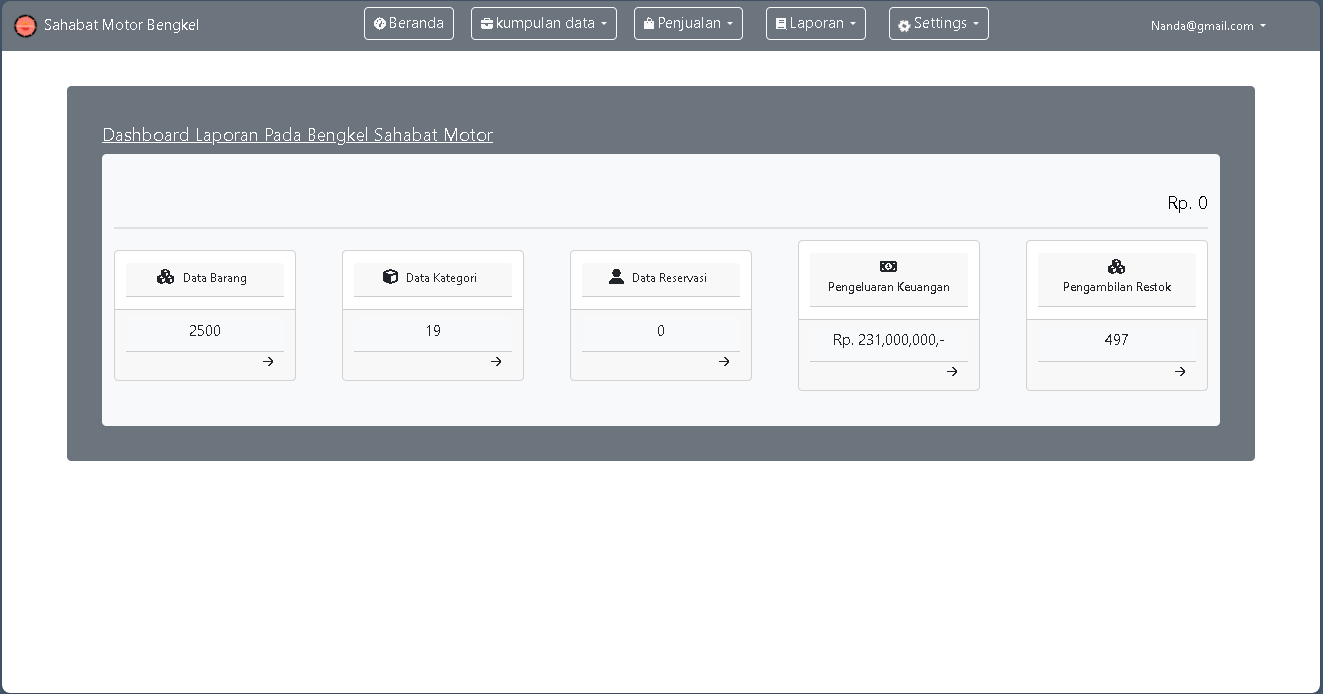 Sahabat Motor Bengkel
Beranda
kumpulan data
Penjualan
Laporan
Settings
Nanda@gmail.com
Dashboard Laporan Pada Bengkel Sahabat Motor
Rp. 0
Data Barang
2500
Data Kategori
19
Data Reservasi
0
Pengeluaran Keuangan
Rp. 231,000,000,-
Pengambilan Restok
497